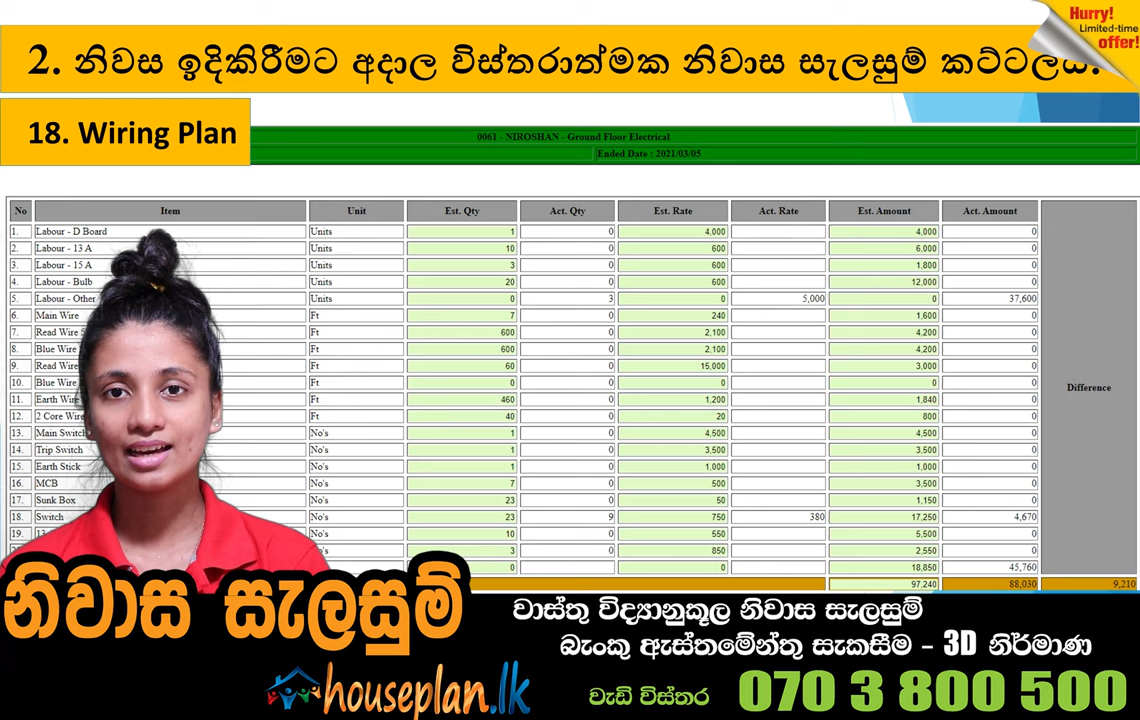 Hurry!
Limited-time
offer!
2. නිවස ඉදිකිරීමට අදාල විස්තරාත්මක නිවාස සැලසුම් කට්ටලය.
18. Wiring Plan
0061 - NIROSHAN - Ground Floor Electrical
Ended Date : 2021/03/05
No Item Unit Est. Qty Act. Qty Est. Rate Act. Rate Est. Amount Act. Amount
1. Labour - D Board Units 1 0 4,000 4,000 0
2. Labour - 13 A Units 10 0 600 6,000 0
3. Labour - 15 A Units 3 0 600 1,800 0
4. Labour - Bulb Units 20 0 600 12,000 0
5. Labour - Other Units 0 3 0 5,000 0 37,600
6. Main Wire Ft 7 0 240 1,600 0
7. Read Wire Ft 600 0 2,100 4,200 0
8. Blue Wire Ft 600 0 2,100 4,200 0
9. Read Wire Ft 60 0 15,000 3,000 0
10. Blue Wire Ft 0 0 0 0 0
Difference
11. Earth Wire Ft 460 0 1,200 1,840 0
12. 2 Core Wire Ft 40 0 20 800 0
13. Main Switch No's 1 0 4,500 4,500 0
14. Trip Switch No's 1 0 3,500 3,500 0
15. Earth Stick No's 1 0 1,000 1,000 0
16. MCB No's 7 0 500 3,500 0
17. Sunk Box No's 23 0 50 1,150 0
18. Switch No's 23 9 750 380 17,250 4,670
19. No's 10 0 550 5,500 0
3 0 850 2,550 0
0 0 18,850 45,760
97,240 88,030 9,210
නිවාස සැලසුම්
වාස්තු විද්‍යානුකූල නිවාස සැලසුම්
බැංකු ඇස්තමේන්තු සැකසීම – 3D නිර්මාණ
houseplan.lk
වැඩි විස්තර 070 3 800 500